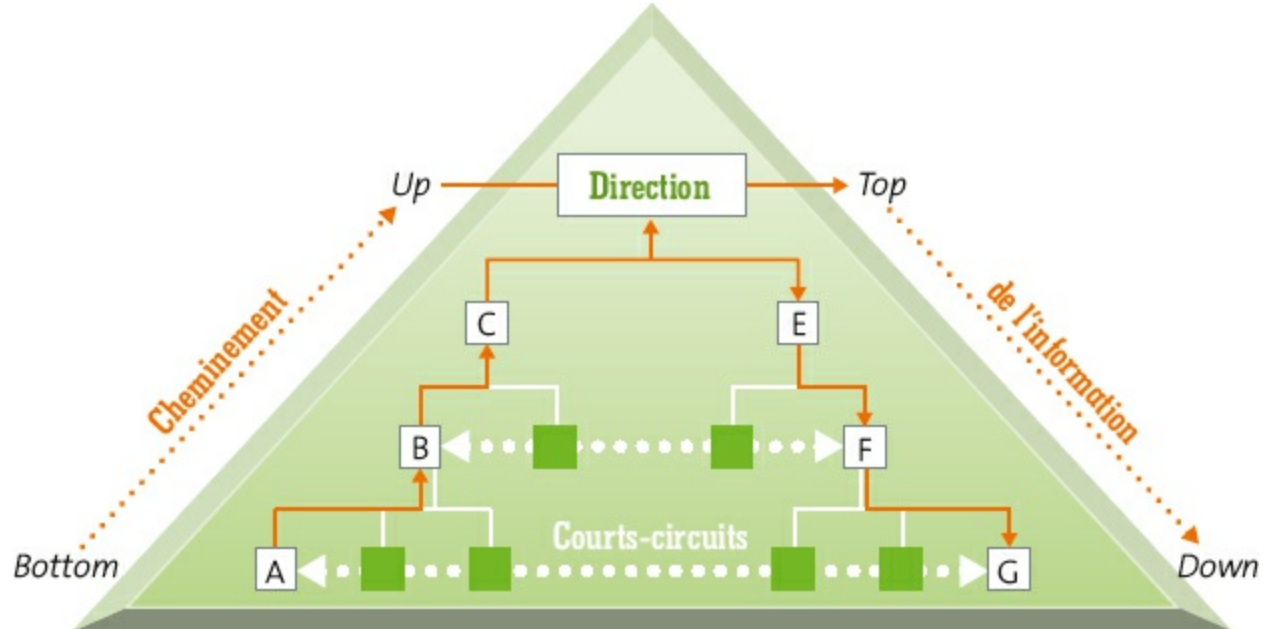 Up
Direction
Top
Cheminement
de l'information
C
E
B
F
Courts-circuits
Bottom
A
G
Down